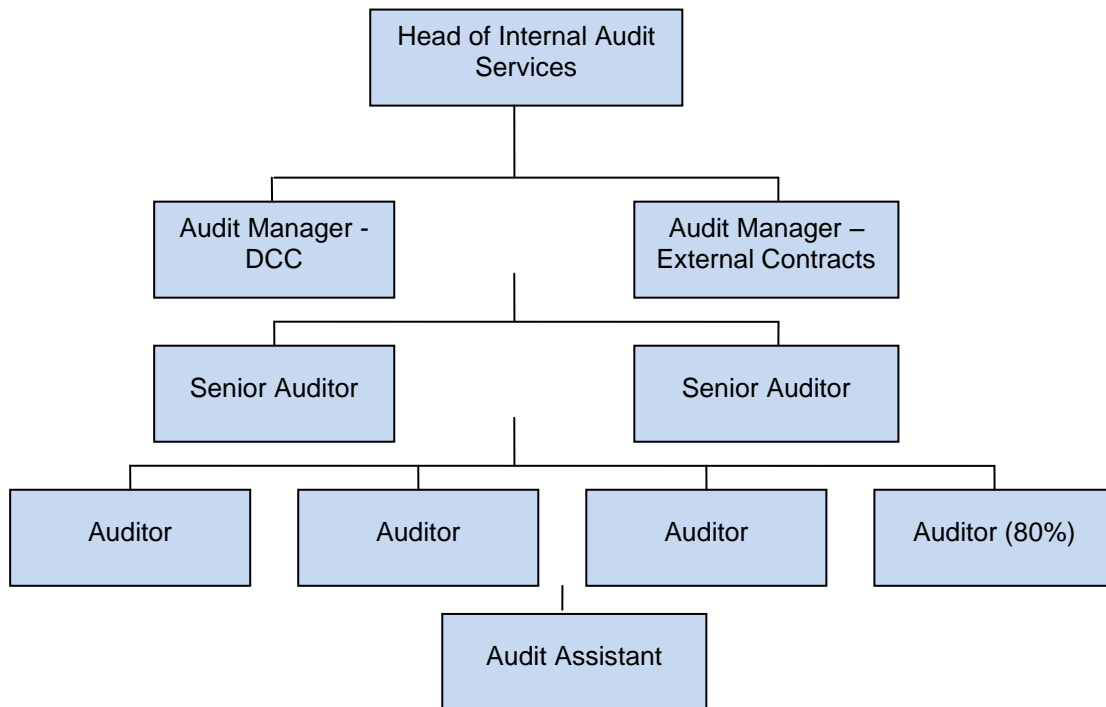 Head of Internal Audit
Services
Audit Manager -
DCC
Audit Manager –
External Contracts
Senior Auditor
Senior Auditor
Auditor
Auditor
Auditor
Auditor (80%)
Audit Assistant